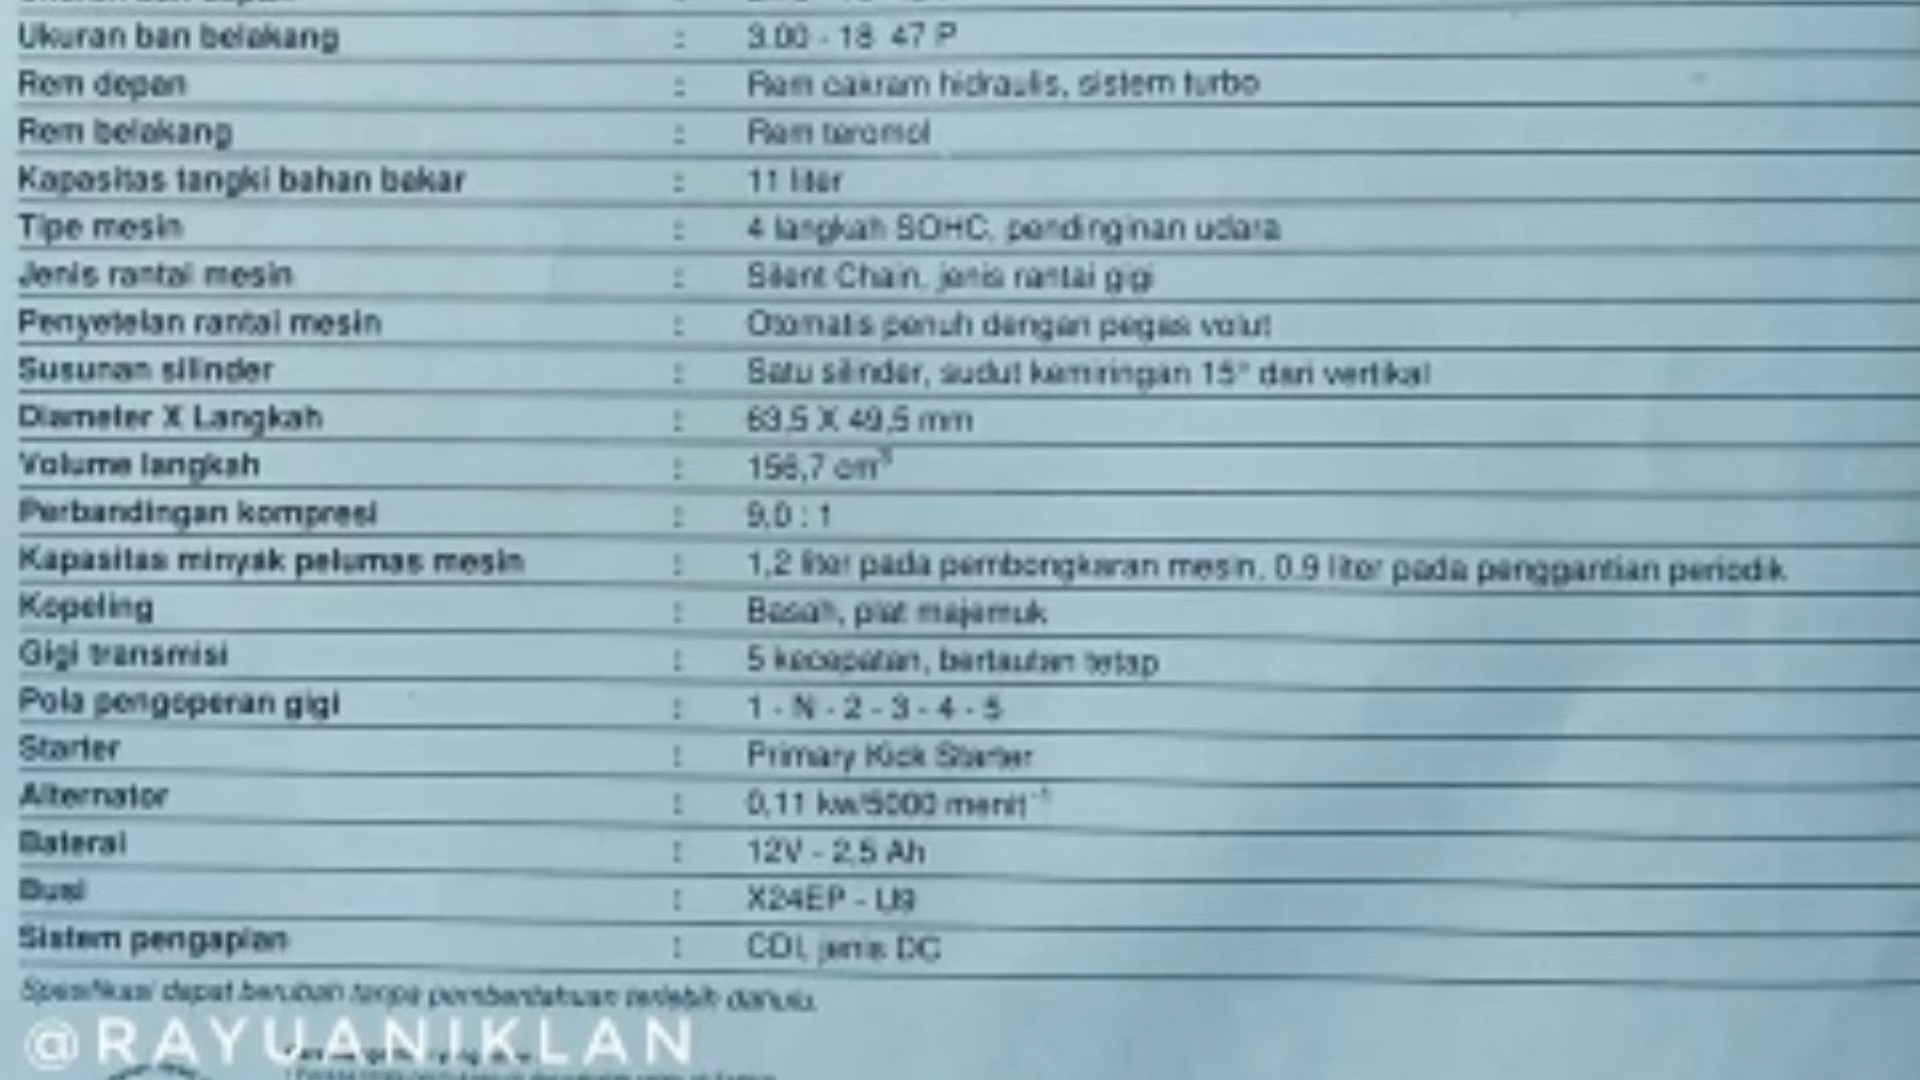 Ukuran ban belakang : 3.00 - 18 47 P
Rem depan : Rem cakram hidraulis, sistem turbo
Rem belakang : Rem teromol
Kapasitas tangki bahan bakar : 11 liter
Tipe mesin : 4 langkah SOHC, pendinginan udara
Jenis rantai mesin : Silent Chain, jenis rantai gigi
Penyetelan rantai mesin : Otomatis penuh dengan pegas volut
Susunan silinder : Satu silinder, sudut kemiringan 15° dari vertikal
Diameter X Langkah : 63,5 X 49,5 mm
Volume langkah : 156,7 cm³
Perbandingan kompresi : 9,0 : 1
Kapasitas minyak pelumas mesin : 1,2 liter pada pembongkaran mesin, 0.9 liter pada penggantian periodik
Kopeling : Basah, plat majemuk
Gigi transmisi : 5 kecepatan, bertautan tetap
Pola pengoperan gigi : 1 - N - 2 - 3 - 4 - 5
Starter : Primary Kick Starter
Alternator : 0,11 kw/5000 menit⁻¹
Baterai : 12V - 2,5 Ah
Busi : X24EP - U9
Sistem pengapian : CDI, jenis DC
Spesifikasi dapat berubah tanpa pemberitahuan terlebih dahulu.
@RAYUANIKLAN